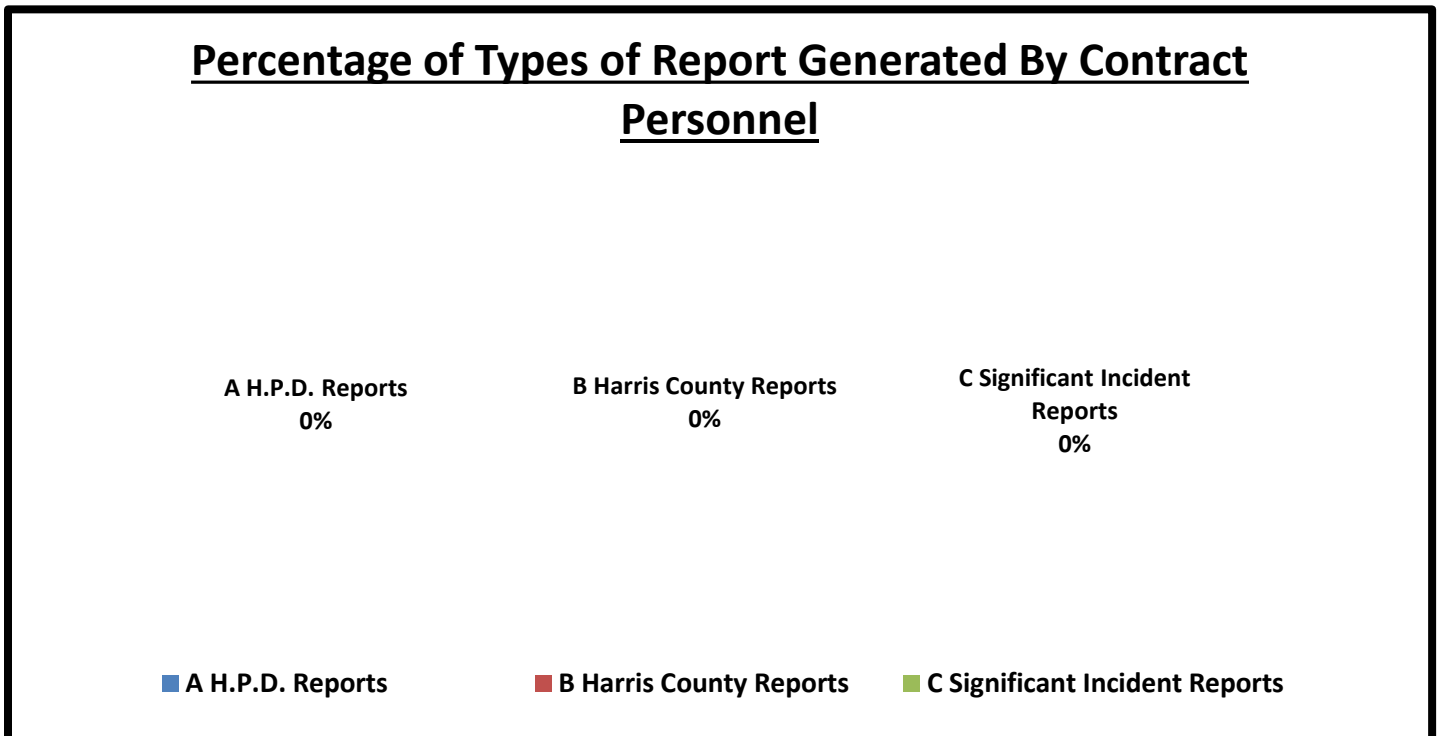 Percentage of Types of Report Generated By Contract
Personnel
A H.P.D. Reports
0%
B Harris County Reports
0%
C Significant Incident
Reports
0%
A H.P.D. Reports
B Harris County Reports
C Significant Incident Reports